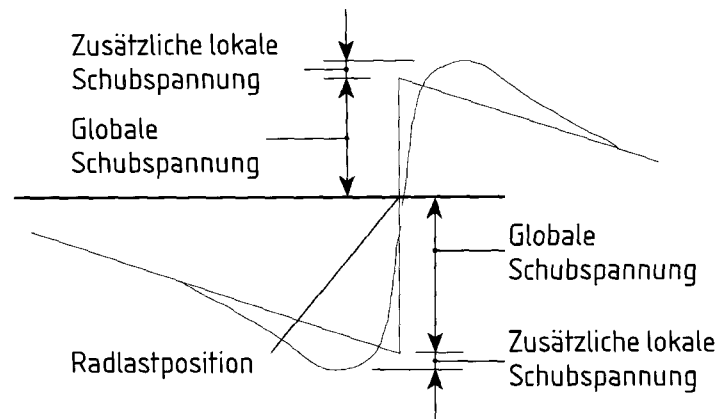 Zusätzliche lokale
Schubspannung
Globale
Schubspannung
Globale
Schubspannung
Radlastposition
Zusätzliche lokale
Schubspannung